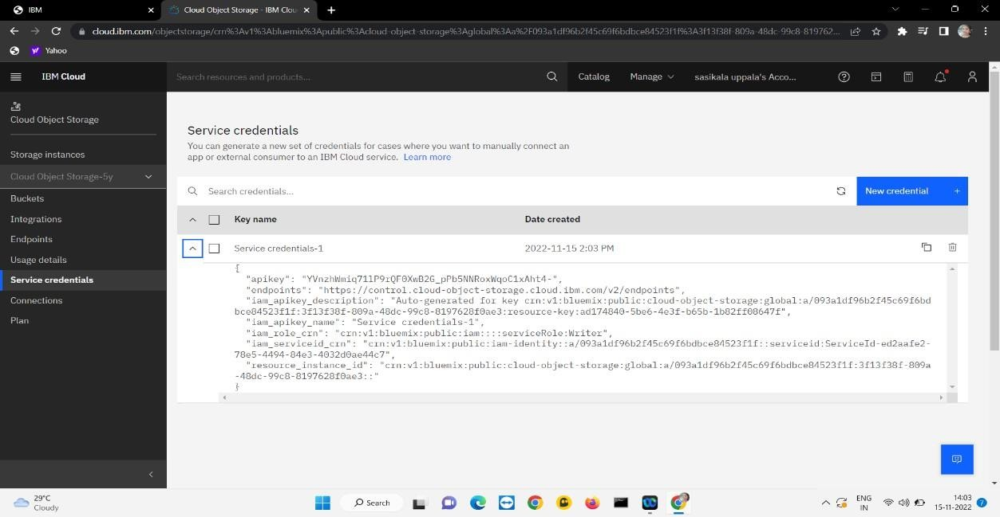 IBM
Cloud Object Storage - IBM Clou
cloud.ibm.com/objectstorage/crn%3Av1%3Abluemix%3Apublic%3Acloud-object-storage%3Aglobal%3Aa%2F093a1df96b2f45c69f6bdbce84523f1f%3A3f13f38f-809a-48dc-99c8-819762...
Yahoo
IBM Cloud
Search resources and products...
Catalog
Manage
sasikala uppala's Acco...
Cloud Object Storage
Storage instances
Cloud Object Storage-5y
Buckets
Integrations
Endpoints
Usage details
Service credentials
Connections
Plan
Service credentials
You can generate a new set of credentials for cases where you want to manually connect an
app or external consumer to an IBM Cloud service. Learn more
Search credentials...
New credential +
Key name Date created
Service credentials-1 2022-11-15 2:03 PM
{
"apikey": "YVnzhWmiq71lP9rQF0XwB2G_pPb5NNRoxWqoC1xAht4-",
"endpoints": "https://control.cloud-object-storage.cloud.ibm.com/v2/endpoints",
"iam_apikey_description": "Auto-generated for key crn:v1:bluemix:public:cloud-object-storage:global:a/093a1df96b2f45c69f6bd
bce84523f1f:3f13f38f-809a-48dc-99c8-8197628f0ae3:resource-key:ad174840-5be6-4e3f-b65b-1b82ff08647f",
"iam_apikey_name": "Service credentials-1",
"iam_role_crn": "crn:v1:bluemix:public:iam::::serviceRole:Writer",
"iam_serviceid_crn": "crn:v1:bluemix:public:iam-identity::a/093a1df96b2f45c69f6bdbce84523f1f::serviceid:ServiceId-ed2aafe2-
78e5-4494-84e3-4032d0ae44c7",
"resource_instance_id": "crn:v1:bluemix:public:cloud-object-storage:global:a/093a1df96b2f45c69f6bdbce84523f1f:3f13f38f-809a
-48dc-99c8-8197628f0ae3::"
}
29°C
Cloudy
Search
ENG
IN
14:03
15-11-2022
7